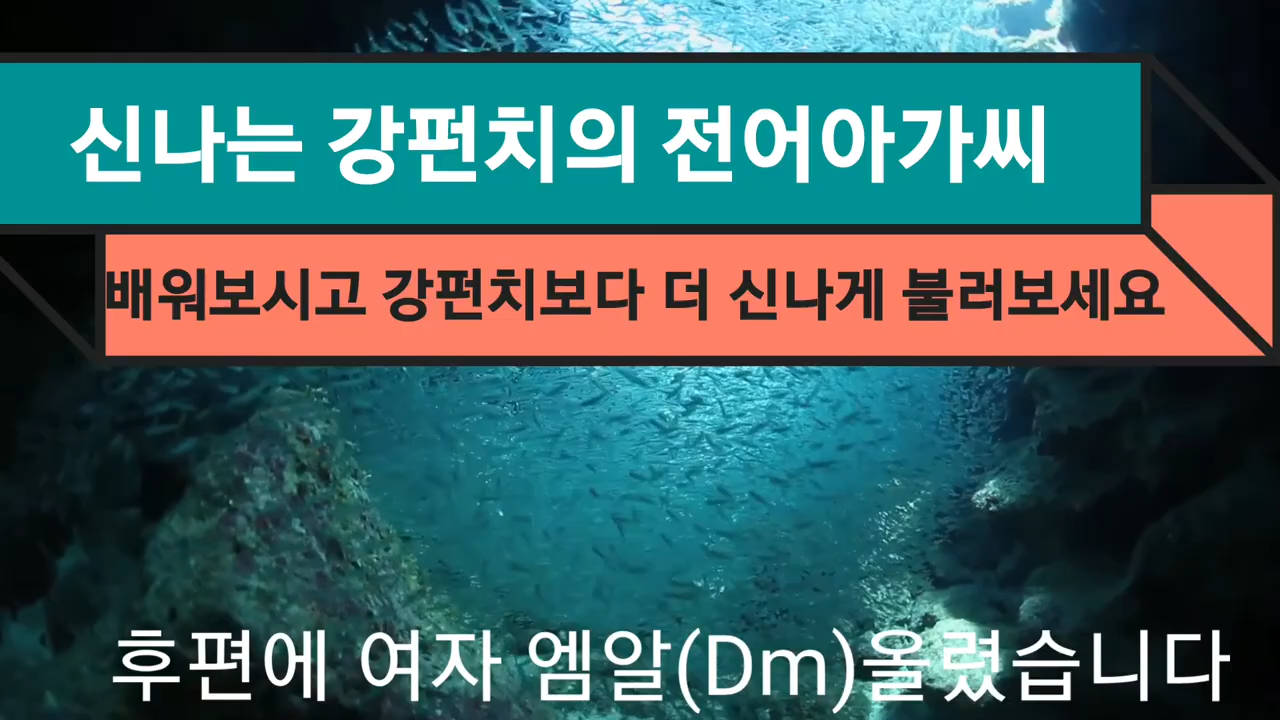 신나는 강펀치의 전어아가씨
배워보시고 강펀치보다 더 신나게 불러보세요
후편에 여자 엠알(Dm)올렸습니다